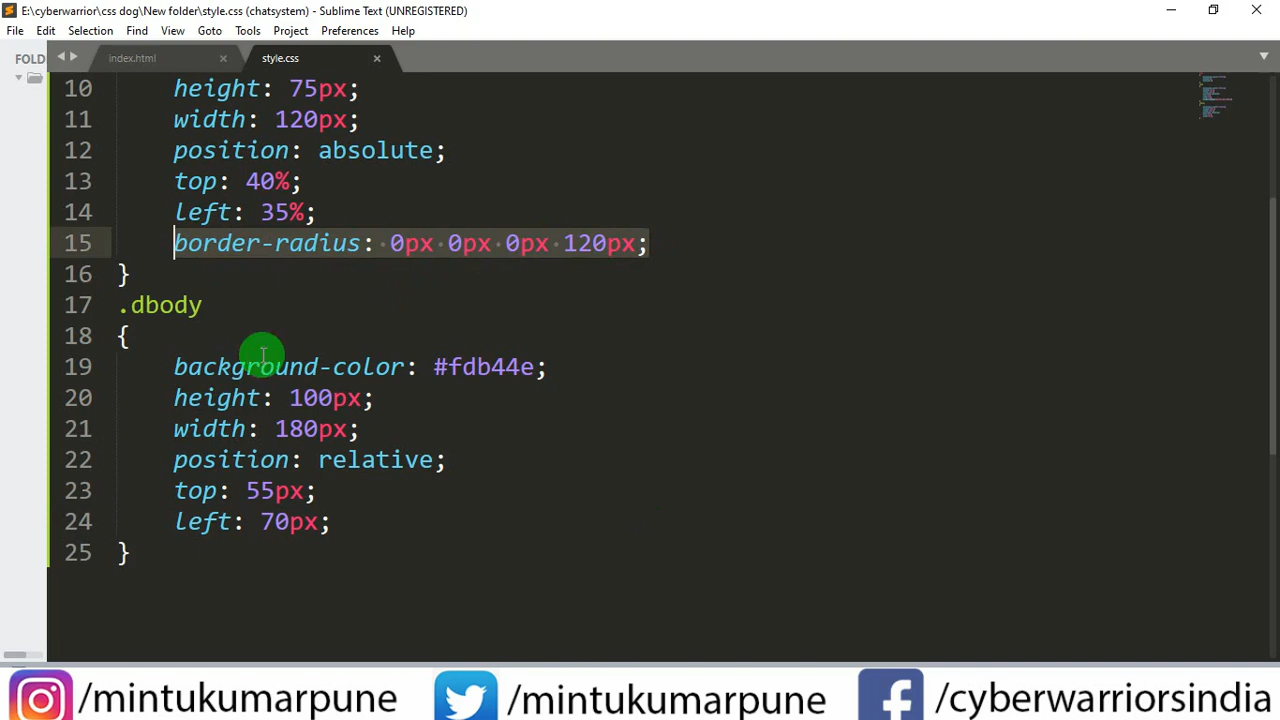 E:\cyberwarrior\css dog\New folder\style.css (chatsystem) - Sublime Text (UNREGISTERED)
File Edit Selection Find View Goto Tools Project Preferences Help
FOLD
index.html
style.css
10 height: 75px;
11 width: 120px;
12 position: absolute;
13 top: 40%;
14 left: 35%;
15 border-radius: 0px 0px 0px 120px;
16 }
17 .dbody
18 {
19 background-color: #fdb44e;
20 height: 100px;
21 width: 180px;
22 position: relative;
23 top: 55px;
24 left: 70px;
25 }
/mintukumarpune /mintukumarpune /cyberwarriorsindia